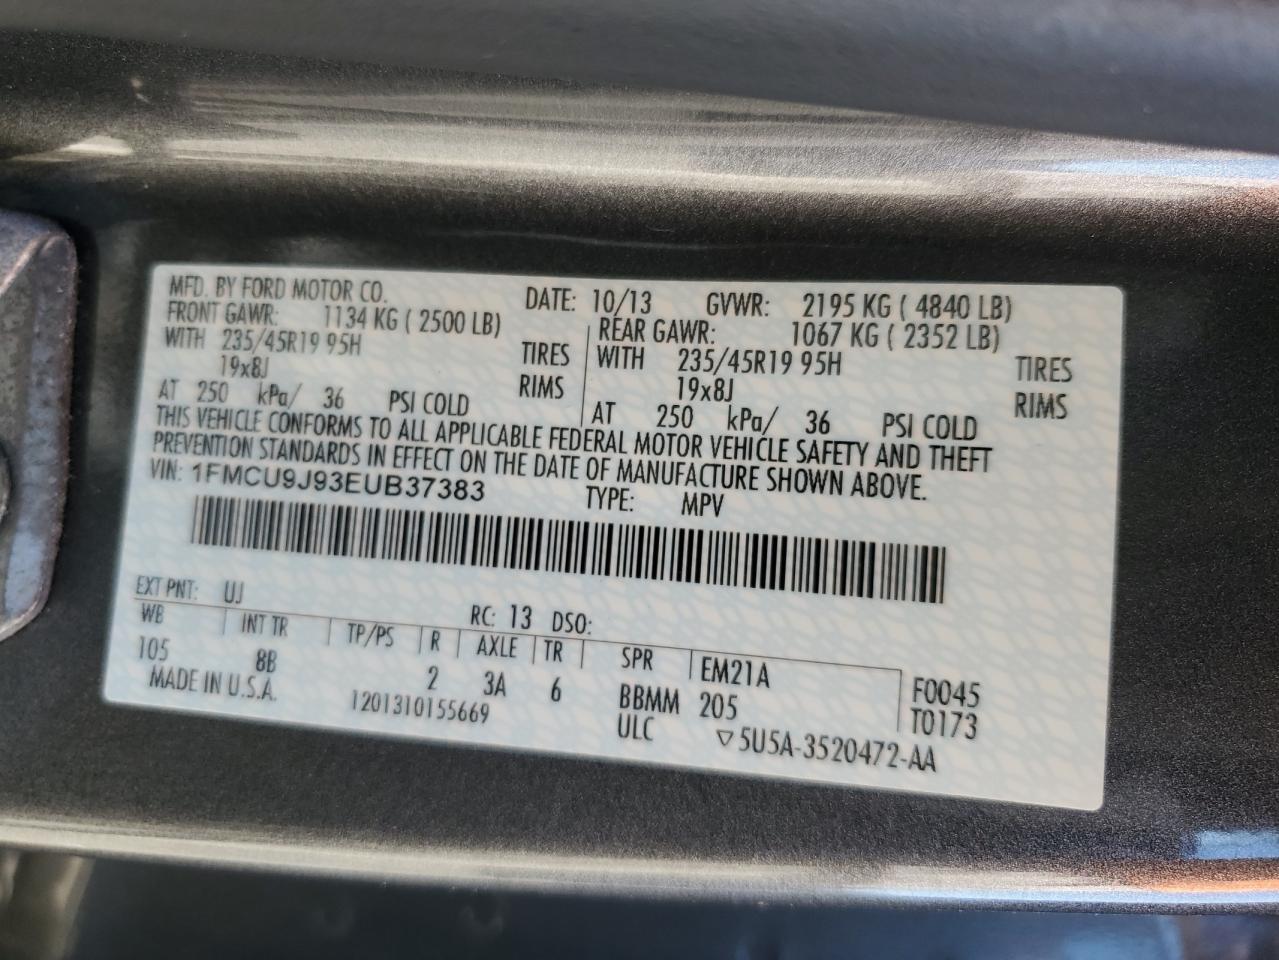 MFD. BY FORD MOTOR CO. DATE: 10/13 GVWR: 2195 KG ( 4840 LB)
FRONT GAWR: 1134 KG ( 2500 LB) REAR GAWR: 1067 KG ( 2352 LB)
WITH 235/45R19 95H TIRES WITH 235/45R19 95H TIRES
19x8J RIMS 19x8J RIMS
AT 250 kPa/ 36 PSI COLD AT 250 kPa/ 36 PSI COLD
THIS VEHICLE CONFORMS TO ALL APPLICABLE FEDERAL MOTOR VEHICLE SAFETY AND THEFT
PREVENTION STANDARDS IN EFFECT ON THE DATE OF MANUFACTURE SHOWN ABOVE.
VIN: 1FMCU9J93EUB37383 TYPE: MPV
EXT PNT: UJ RC: 13 DSO:
WB INT TR TP/PS R AXLE TR SPR EM21A F0045
105 8B 2 3A 6 BBMM 205 T0173
MADE IN U.S.A. 1201310155669 ULC ▽5U5A-3520472-AA